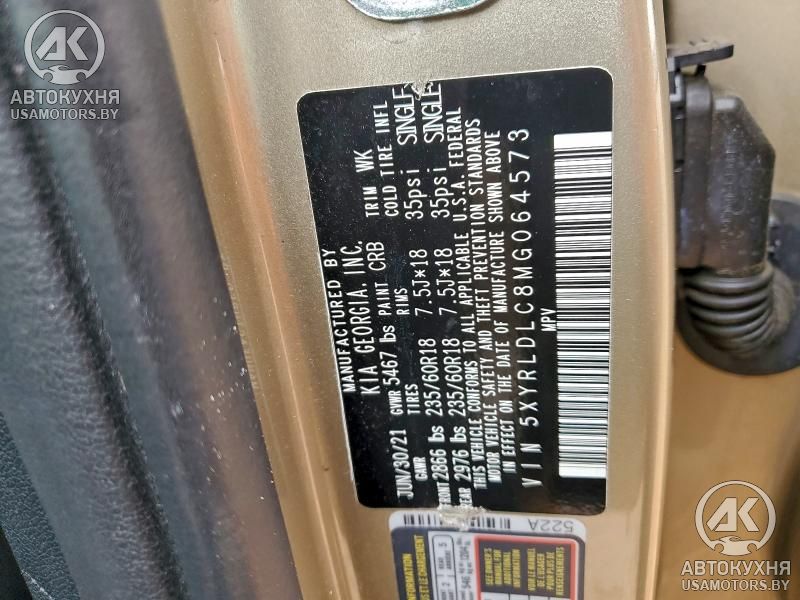 AK
АВТОКУХНЯ
USAMOTORS.BY
MANUFACTURED BY
KIA GEORGIA, INC.
JUN/30/21 GVWR 5467 lbs PAINT CRB TRIM WK
GAWR TIRES RIMS COLD TIRE INFL
FRONT 2866 lbs 235/60R18 7.5J*18 35psi SINGLE
REAR 2976 lbs 235/60R18 7.5J*18 35psi SINGLE
THIS VEHICLE CONFORMS TO ALL APPLICABLE U.S.A. FEDERAL
MOTOR VEHICLE SAFETY AND THEFT PREVENTION STANDARDS
IN EFFECT ON THE DATE OF MANUFACTURE SHOWN ABOVE
VIN 5XYRLDLC8MG064573
MPV
522A
AK
АВТОКУХНЯ
USAMOTORS.BY